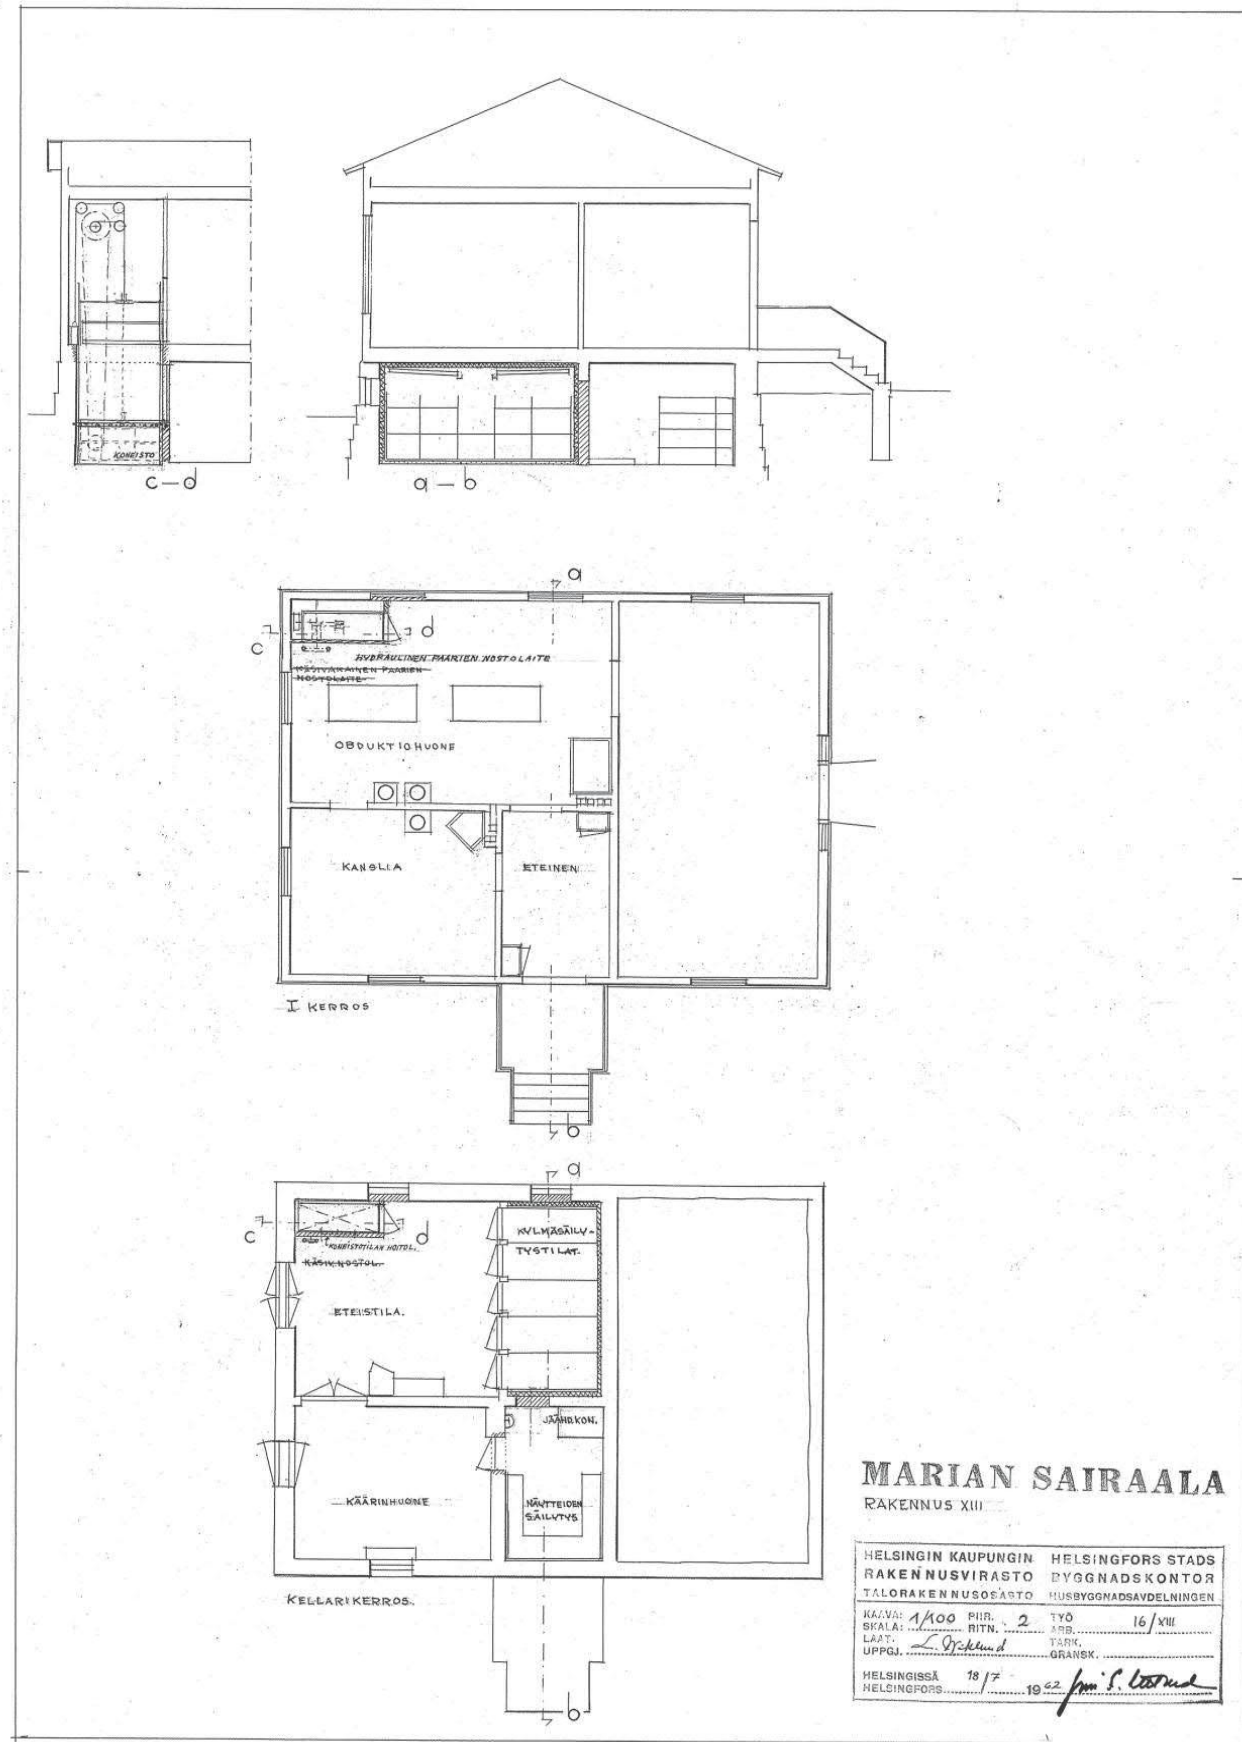 KONEISTO
c—d
a—b
a
c
d
HYDRAULINEN PAARIEN NOSTOLAITE
KÄSIVARAINEN PAARIEN
NOSTOLAITE
OBDUKTIOHUONE
KANSLIA
ETEINEN
I KERROS
b
a
c
d
KYLMÄSÄILY-
TYSTILAT.
KONEISTOTILAN HOITOL.
KÄSIK.NOSTOL.
ETEISTILA.
JÄÄHD.KON.
KÄÄRINHUONE
NÄYTTEIDEN
SÄILYTYS
KELLARIKERROS.
b
MARIAN SAIRAALA
RAKENNUS XIII
HELSINGIN KAUPUNGIN HELSINGFORS STADS
RAKENNUSVIRASTO BYGGNADSKONTOR
TALORAKENNUSOSASTO HUSBYGGNADSAVDELNINGEN
KAAVA: 1/100 PIIR. 2 TYÖ 16/XIII
SKALA: RITN. ARB.
LAAT. TARK.
UPPGJ. GRANSK.
HELSINGISSÄ 18/7 1962
HELSINGFORS